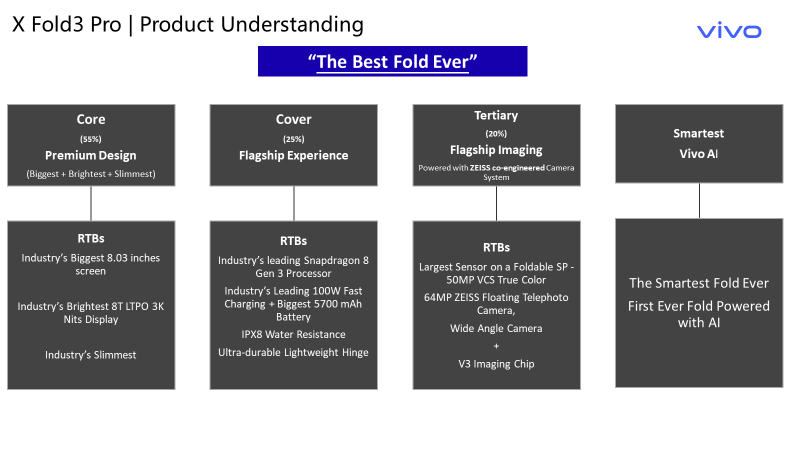 X Fold3 Pro | Product Understanding
vivo
“The Best Fold Ever”
Core
(55%)
Premium Design
(Biggest + Brightest + Slimmest)
Cover
(25%)
Flagship Experience
Tertiary
(20%)
Flagship Imaging
Powered with ZEISS co-engineered Camera
System
Smartest
Vivo AI
RTBs
Industry’s Biggest 8.03 inches
screen
Industry’s Brightest 8T LTPO 3K
Nits Display
Industry’s Slimmest
RTBs
Industry’s leading Snapdragon 8
Gen 3 Processor
Industry’s Leading 100W Fast
Charging + Biggest 5700 mAh
Battery
IPX8 Water Resistance
Ultra-durable Lightweight Hinge
RTBs
Largest Sensor on a Foldable SP -
50MP VCS True Color
64MP ZEISS Floating Telephoto
Camera,
Wide Angle Camera
+
V3 Imaging Chip
The Smartest Fold Ever
First Ever Fold Powered
with AI